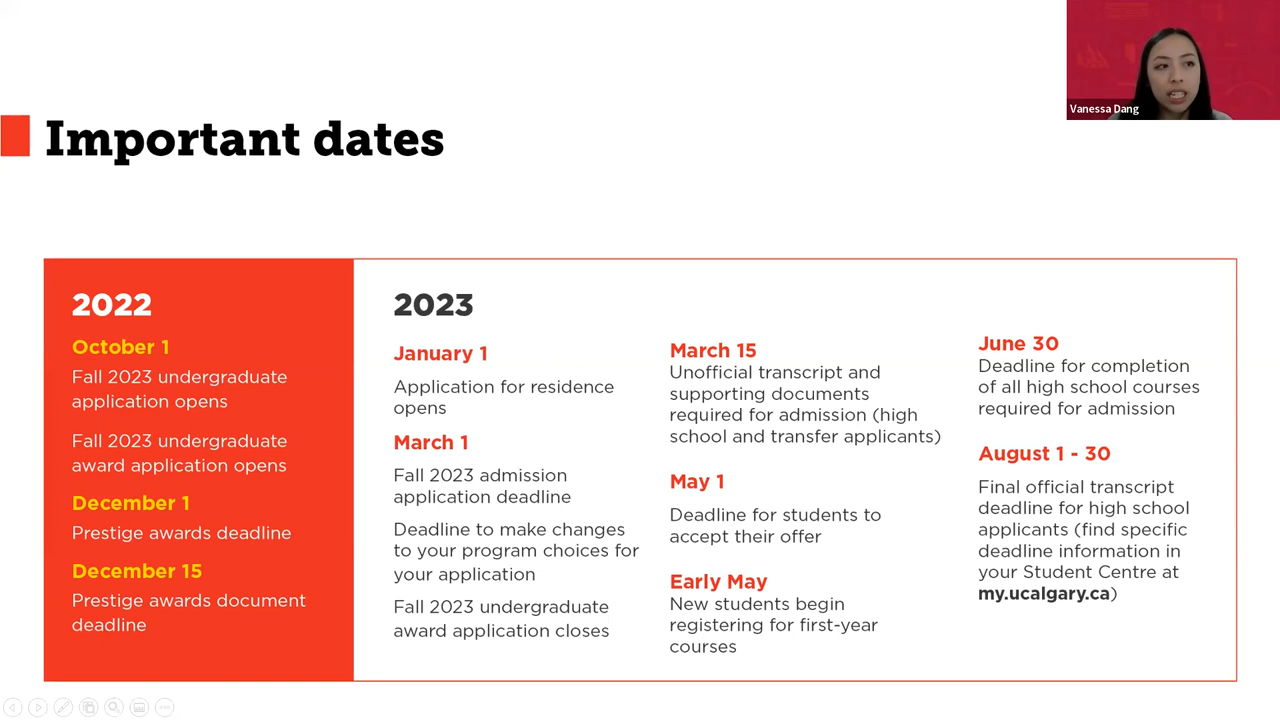 Vanessa Dang
Important dates
2022
October 1
Fall 2023 undergraduate
application opens
Fall 2023 undergraduate
award application opens
December 1
Prestige awards deadline
December 15
Prestige awards document
deadline
2023
January 1
Application for residence
opens
March 1
Fall 2023 admission
application deadline
Deadline to make changes
to your program choices for
your application
Fall 2023 undergraduate
award application closes
March 15
Unofficial transcript and
supporting documents
required for admission (high
school and transfer applicants)
May 1
Deadline for students to
accept their offer
Early May
New students begin
registering for first-year
courses
June 30
Deadline for completion
of all high school courses
required for admission
August 1 - 30
Final official transcript
deadline for high school
applicants (find specific
deadline information in
your Student Centre at
my.ucalgary.ca)